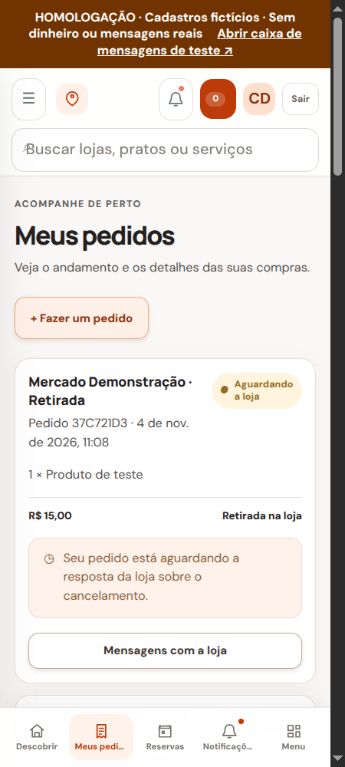 HOMOLOGAÇÃO · Cadastros fictícios · Sem
dinheiro ou mensagens reais Abrir caixa de
mensagens de teste ↗
0
CD
Sair
Buscar lojas, pratos ou serviços
ACOMPANHE DE PERTO
Meus pedidos
Veja o andamento e os detalhes das suas compras.
+ Fazer um pedido
Mercado Demonstração ·
Retirada
Aguardando
a loja
Pedido 37C721D3 · 4 de nov.
de 2026, 11:08
1 × Produto de teste
R$ 15,00
Retirada na loja
Seu pedido está aguardando a
resposta da loja sobre o
cancelamento.
Mensagens com a loja
Descobrir
Meus pedi...
Reservas
Notificaçõ...
Menu